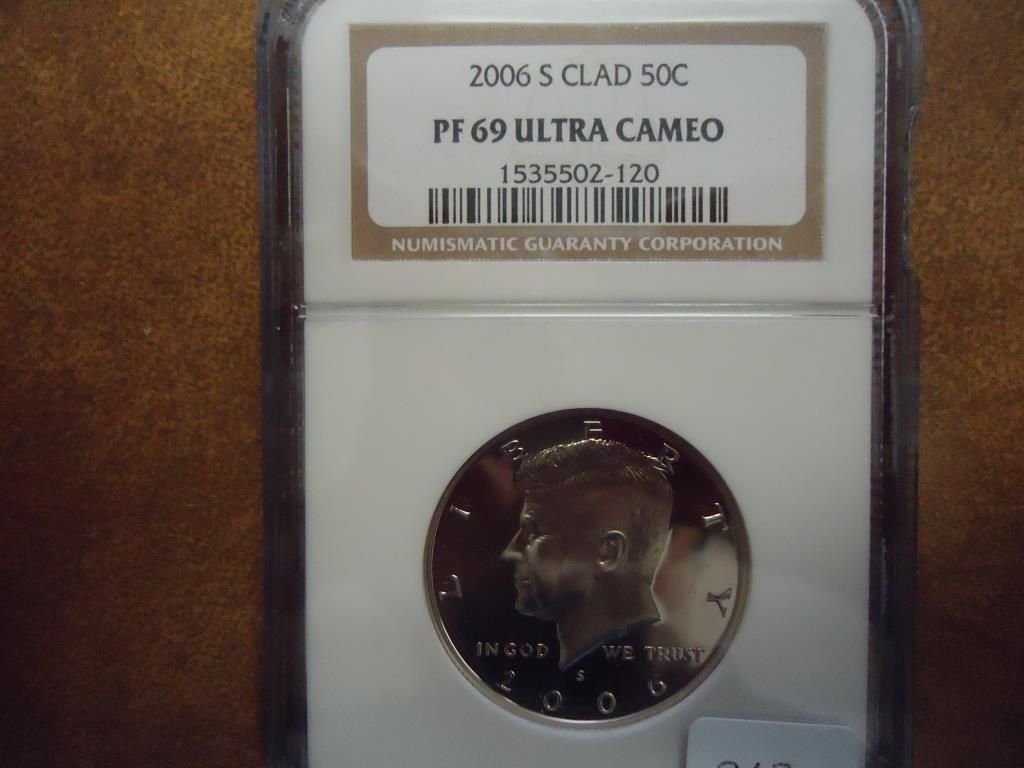 2006 S CLAD 50C
PF 69 ULTRA CAMEO
1535502-120
NUMISMATIC GUARANTY CORPORATION
LIBERTY
IN GOD WE TRUST
S
2006